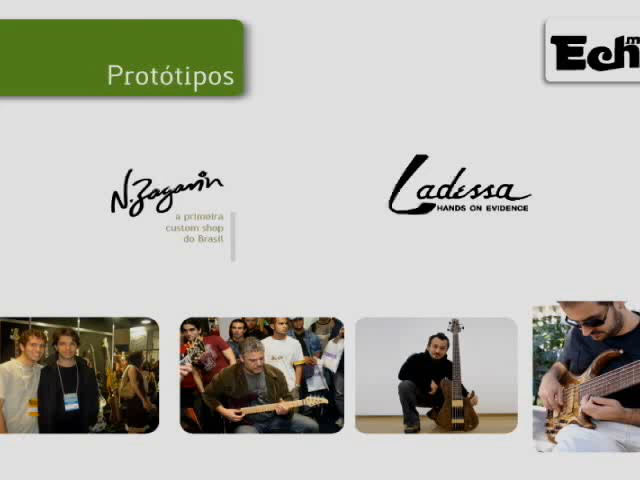 Protótipos
Ech
m
N.Zaganin
a primeira
custom shop
do Brasil
Ladessa
HANDS ON EVIDENCE